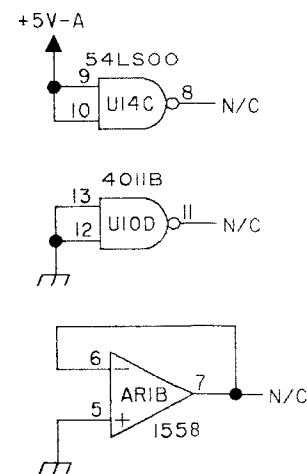 +5V-A
54LS00
9
10
U14C
8
N/C
4011B
13
12
U10D
11
N/C
6
5
−
+
AR1B
7
N/C
1558